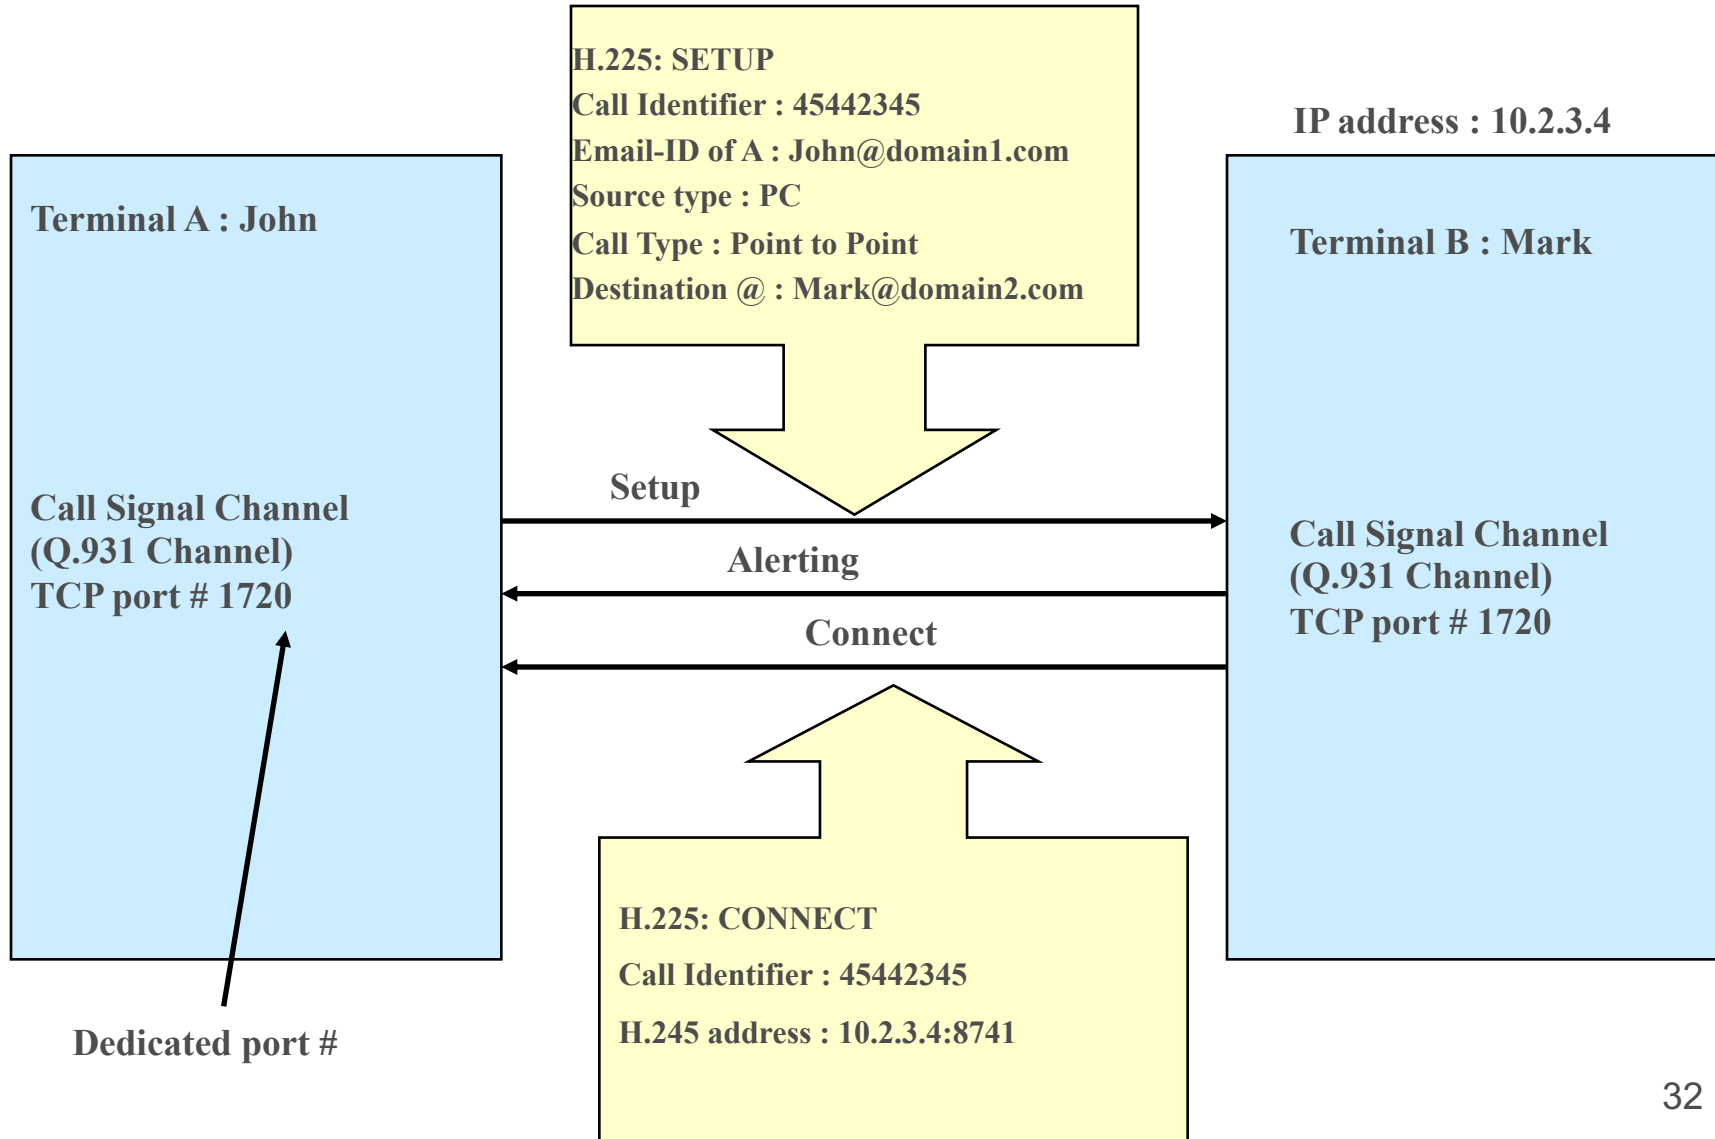 H.225: SETUP
Call Identifier : 45442345
Email-ID of A : John@domain1.com
Source type : PC
Call Type : Point to Point
Destination @ : Mark@domain2.com
IP address : 10.2.3.4
Terminal A : John
Terminal B : Mark
Call Signal Channel
(Q.931 Channel)
TCP port # 1720
Setup
Alerting
Connect
Call Signal Channel
(Q.931 Channel)
TCP port # 1720
H.225: CONNECT
Call Identifier : 45442345
H.245 address : 10.2.3.4:8741
Dedicated port #
32